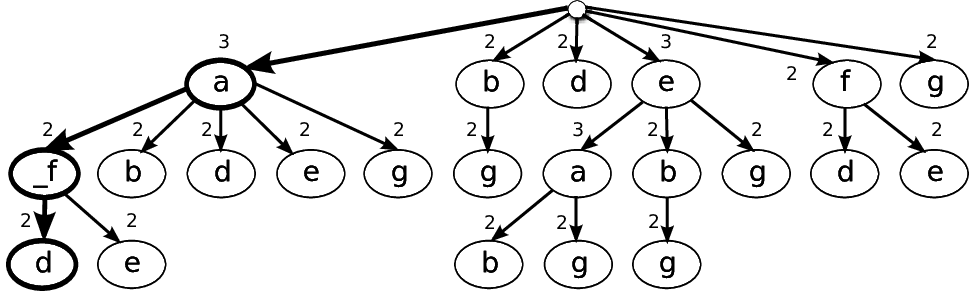 3 2 2 3 2 2
a b d e f g
2 2 2 2 2 2 3 2 2 2 2
_f b d e g g a b g d e
2 2 2 2 2
d e b g g